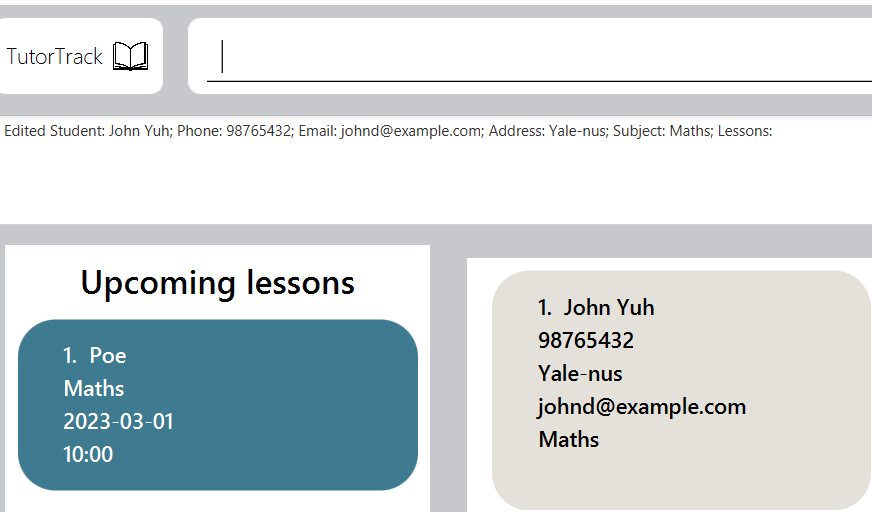 TutorTrack
Edited Student: John Yuh; Phone: 98765432; Email: johnd@example.com; Address: Yale-nus; Subject: Maths; Lessons:
Upcoming lessons
1. Poe
Maths
2023-03-01
10:00
1. John Yuh
98765432
Yale-nus
johnd@example.com
Maths